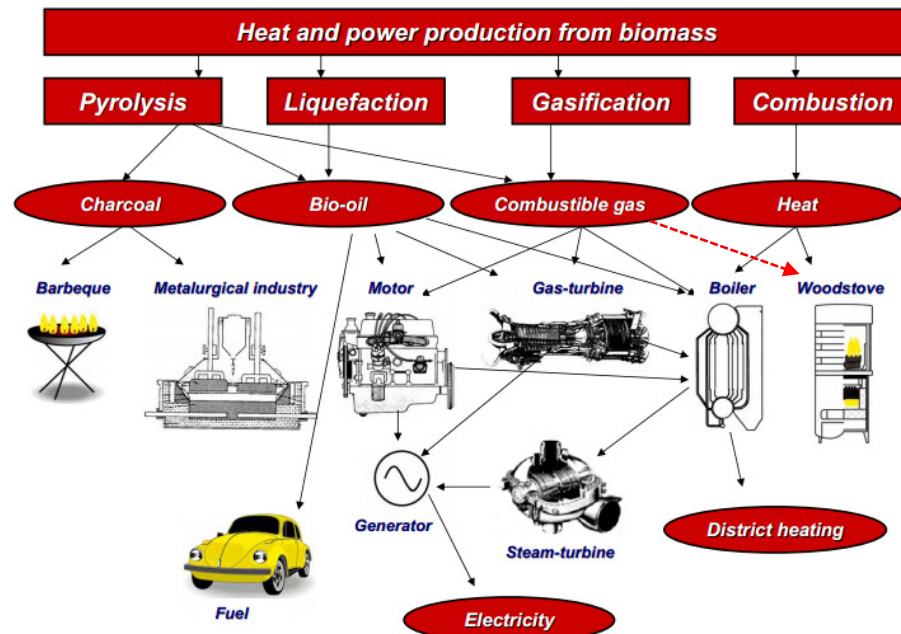 Heat and power production from biomass
Pyrolysis
Liquefaction
Gasification
Combustion
Charcoal
Bio-oil
Combustible gas
Heat
Barbeque
Metalurgical industry
Motor
Gas-turbine
Boiler
Woodstove
Generator
Steam-turbine
District heating
Fuel
Electricity